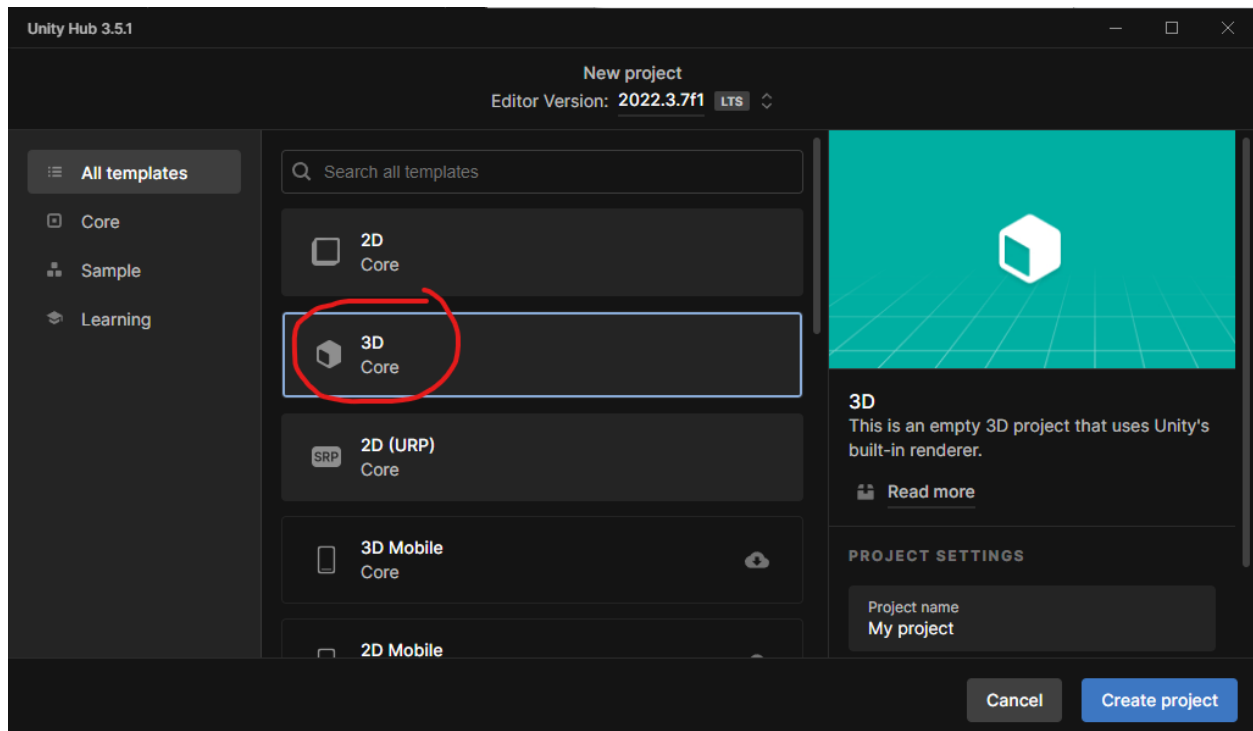 Unity Hub 3.5.1
New project
Editor Version: 2022.3.7f1 LTS
All templates
Core
Sample
Learning
Search all templates
2D
Core
3D
Core
SRP
2D (URP)
Core
3D Mobile
Core
2D Mobile
3D
This is an empty 3D project that uses Unity's
built-in renderer.
Read more
PROJECT SETTINGS
Project name
My project
Cancel
Create project